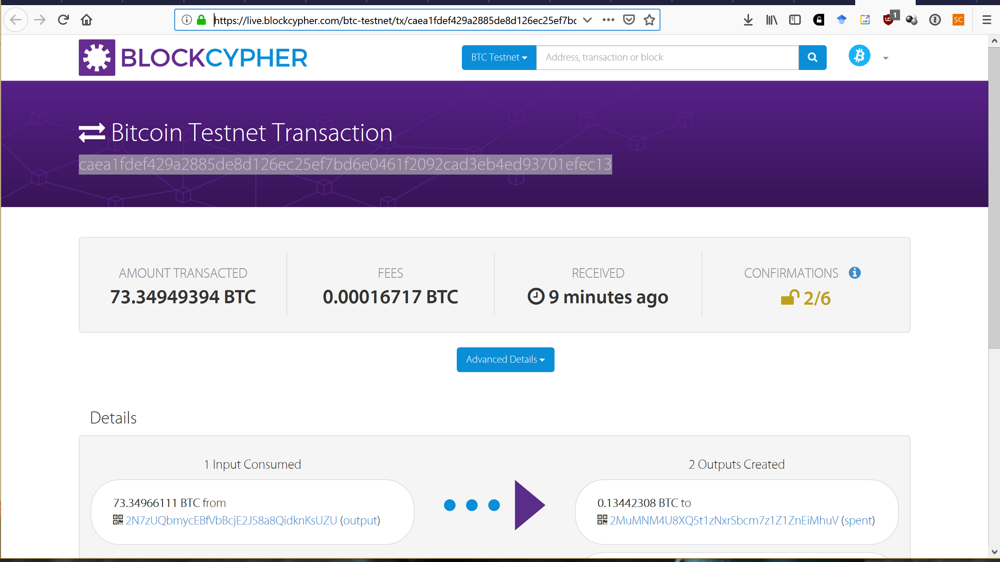 https://live.blockcypher.com/btc-testnet/tx/caea1fdef429a2885de8d126ec25ef7bc
1
SC
BLOCKCYPHER
BTC Testnet
Address, transaction or block
Bitcoin Testnet Transaction
caea1fdef429a2885de8d126ec25ef7bd6e0461f2092cad3eb4ed93701efec13
AMOUNT TRANSACTED
73.34949394 BTC
FEES
0.00016717 BTC
RECEIVED
9 minutes ago
CONFIRMATIONS
2/6
Advanced Details
Details
1 Input Consumed
73.34966111 BTC from
2N7zUQbmycEBfVbBcjE2J58a8QidknKsUZU (output)
2 Outputs Created
0.13442308 BTC to
2MuMNM4U8XQ5t1zNxrSbcm7z1Z1ZnEiMhuV (spent)